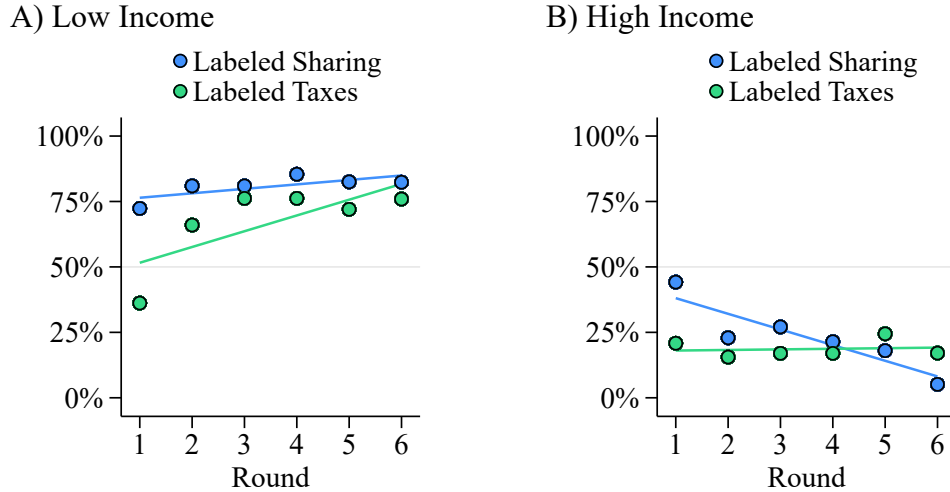 A) Low Income
Labeled Sharing
Labeled Taxes
100%
75%
50%
25%
0%
1 2 3 4 5 6
Round
B) High Income
Labeled Sharing
Labeled Taxes
100%
75%
50%
25%
0%
1 2 3 4 5 6
Round